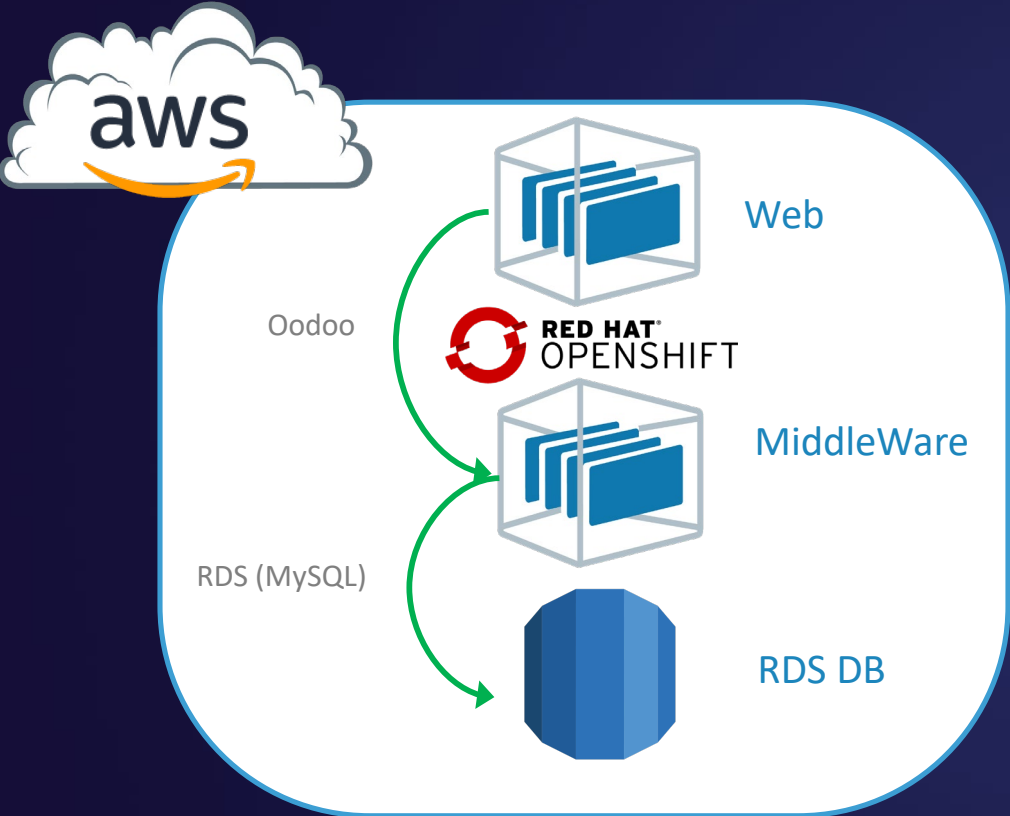 aws
Web
Oodoo
RED HAT®
OPENSHIFT
MiddleWare
RDS (MySQL)
RDS DB